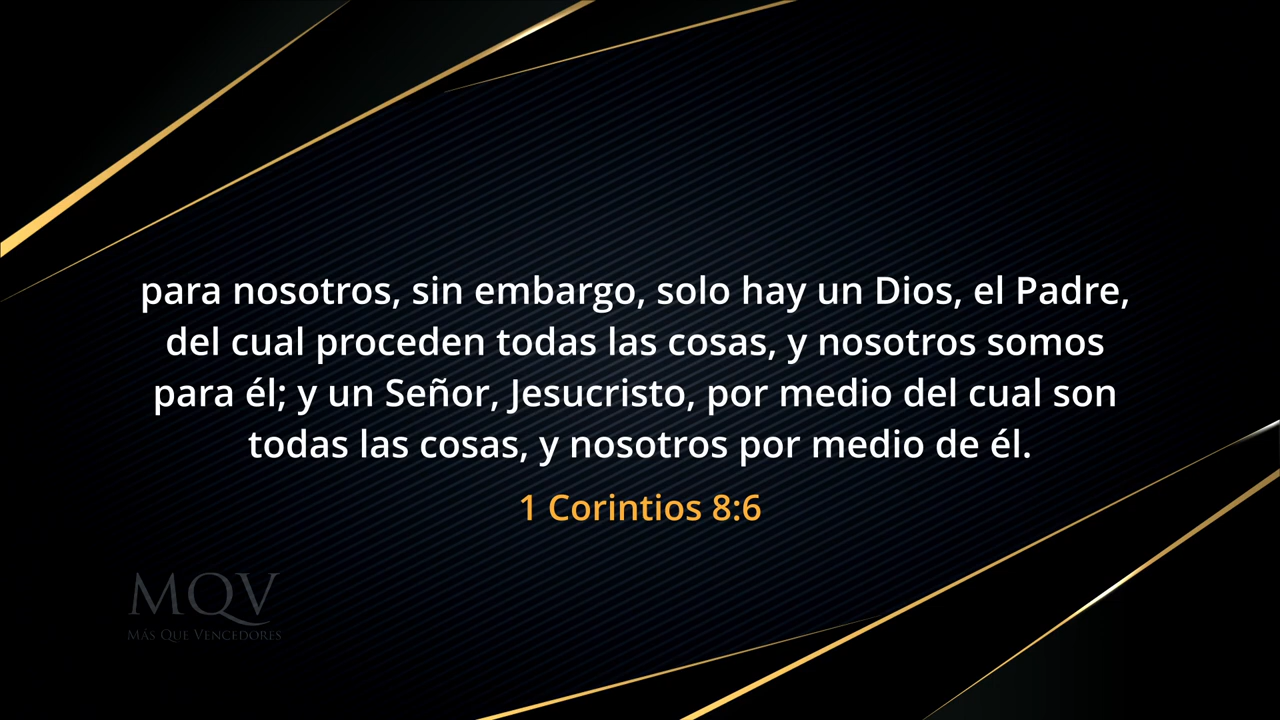 para nosotros, sin embargo, solo hay un Dios, el Padre,
del cual proceden todas las cosas, y nosotros somos
para él; y un Señor, Jesucristo, por medio del cual son
todas las cosas, y nosotros por medio de él.
1 Corintios 8:6
MQV
Más Que Vencedores